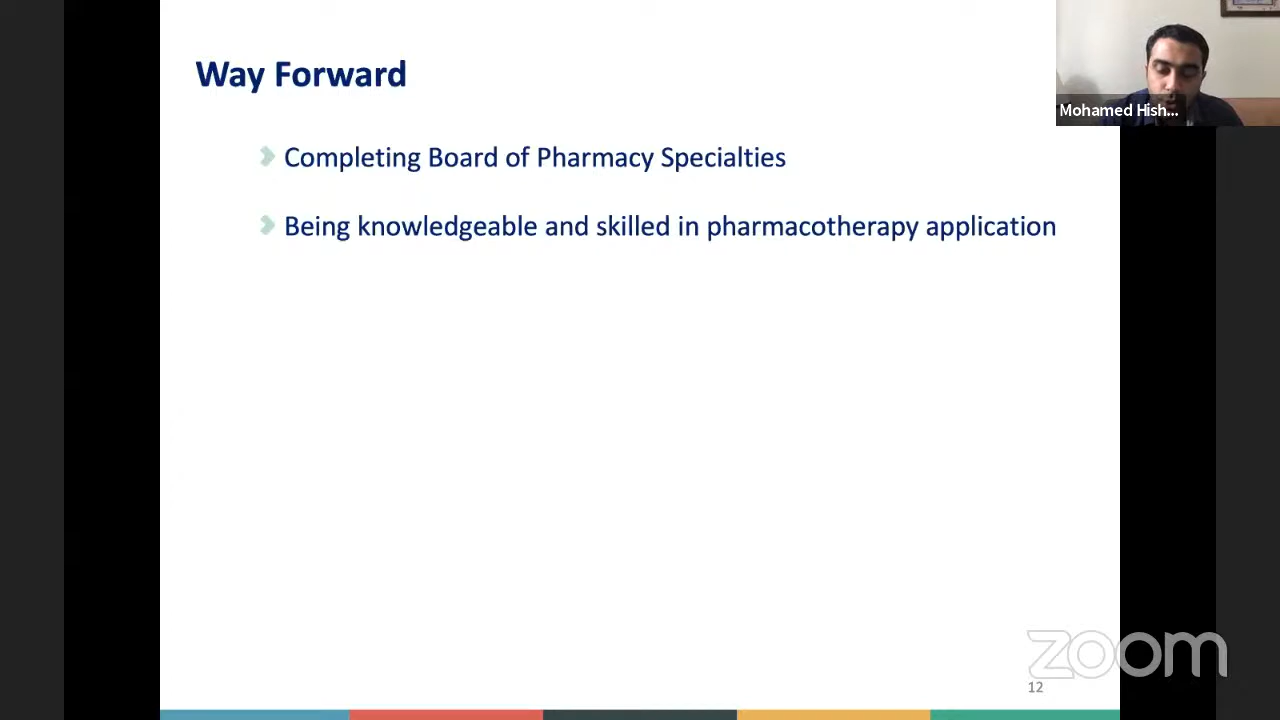 Way Forward
Mohamed Hish...
Completing Board of Pharmacy Specialties
Being knowledgeable and skilled in pharmacotherapy application
zoom
12